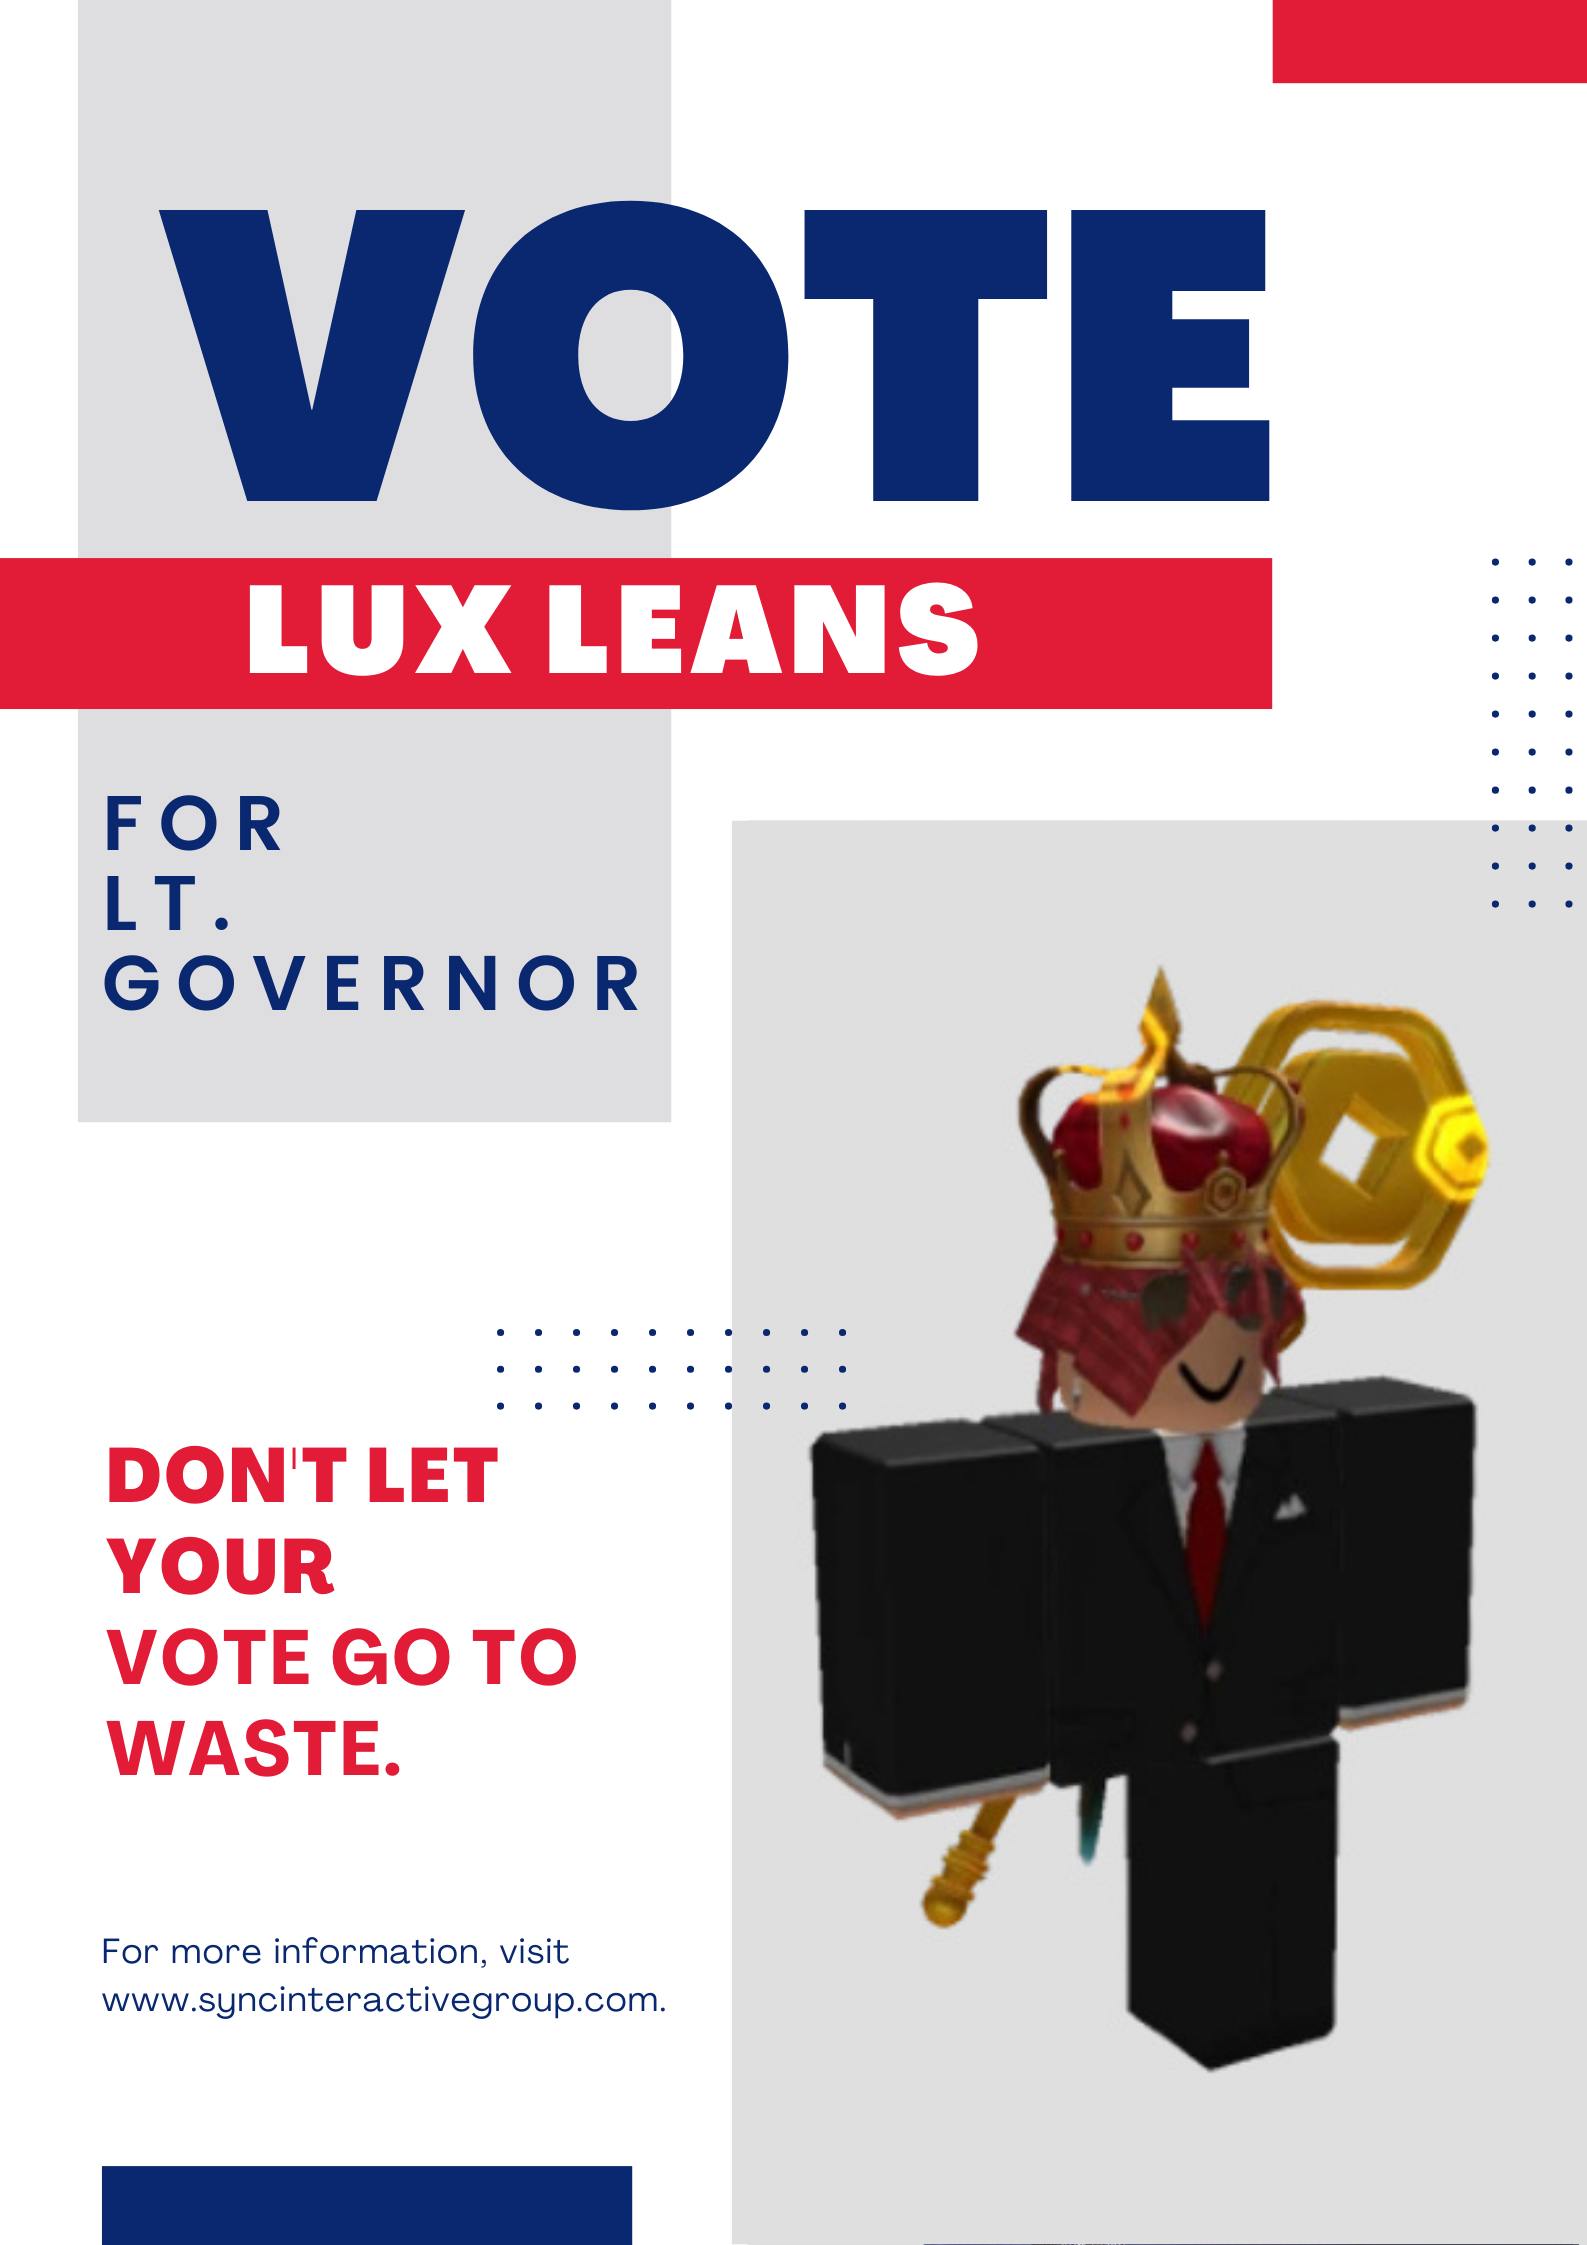 VOTE
LUX LEANS
FOR
LT.
GOVERNOR
DON'T LET
YOUR
VOTE GO TO
WASTE.
For more information, visit
www.syncinteractivegroup.com.